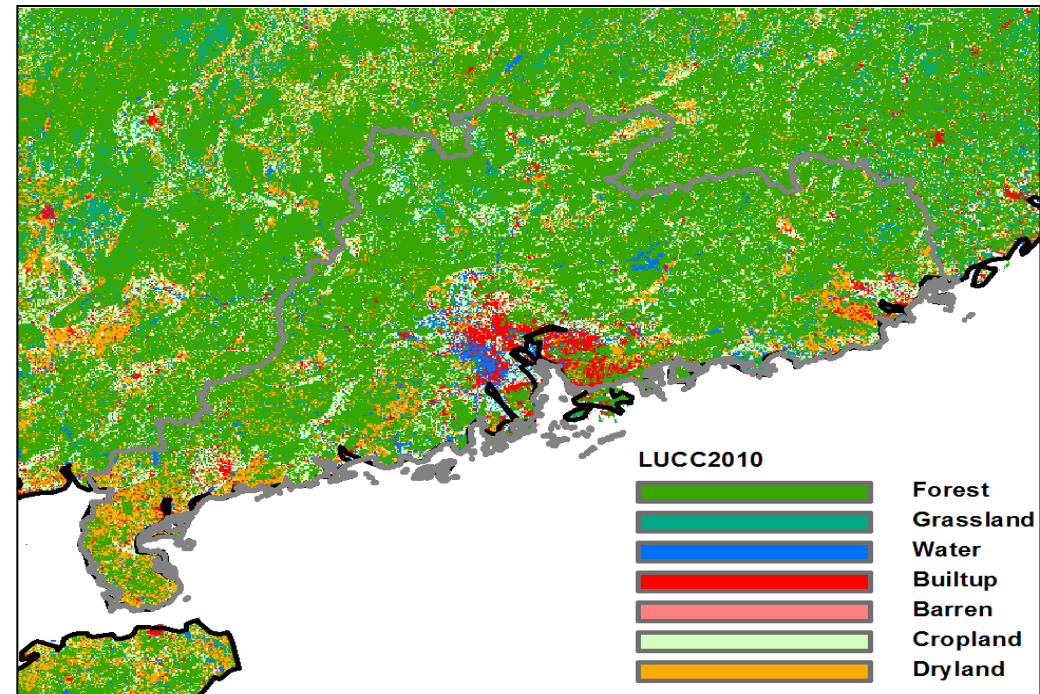 LUCC2010
Forest
Grassland
Water
Builtup
Barren
Cropland
Dryland